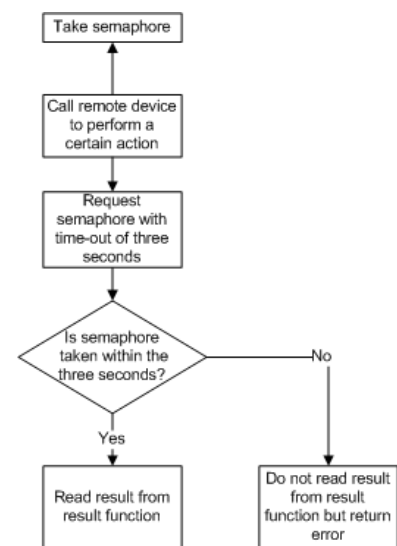 Take semaphore
Call remote device
to perform a
certain action
Request
semaphore with
time-out of three
seconds
Is semaphore
taken within the
three seconds?
No
Yes
Read result from
result function
Do not read result
from result
function but return
error